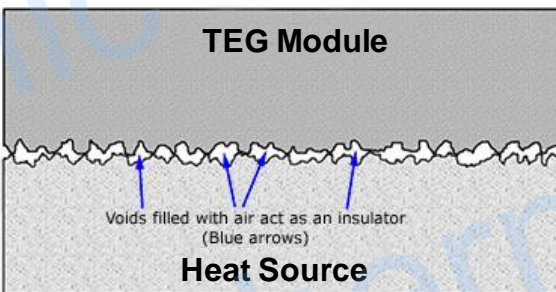 TEG Module
Voids filled with air act as an insulator
(Blue arrows)
Heat Source